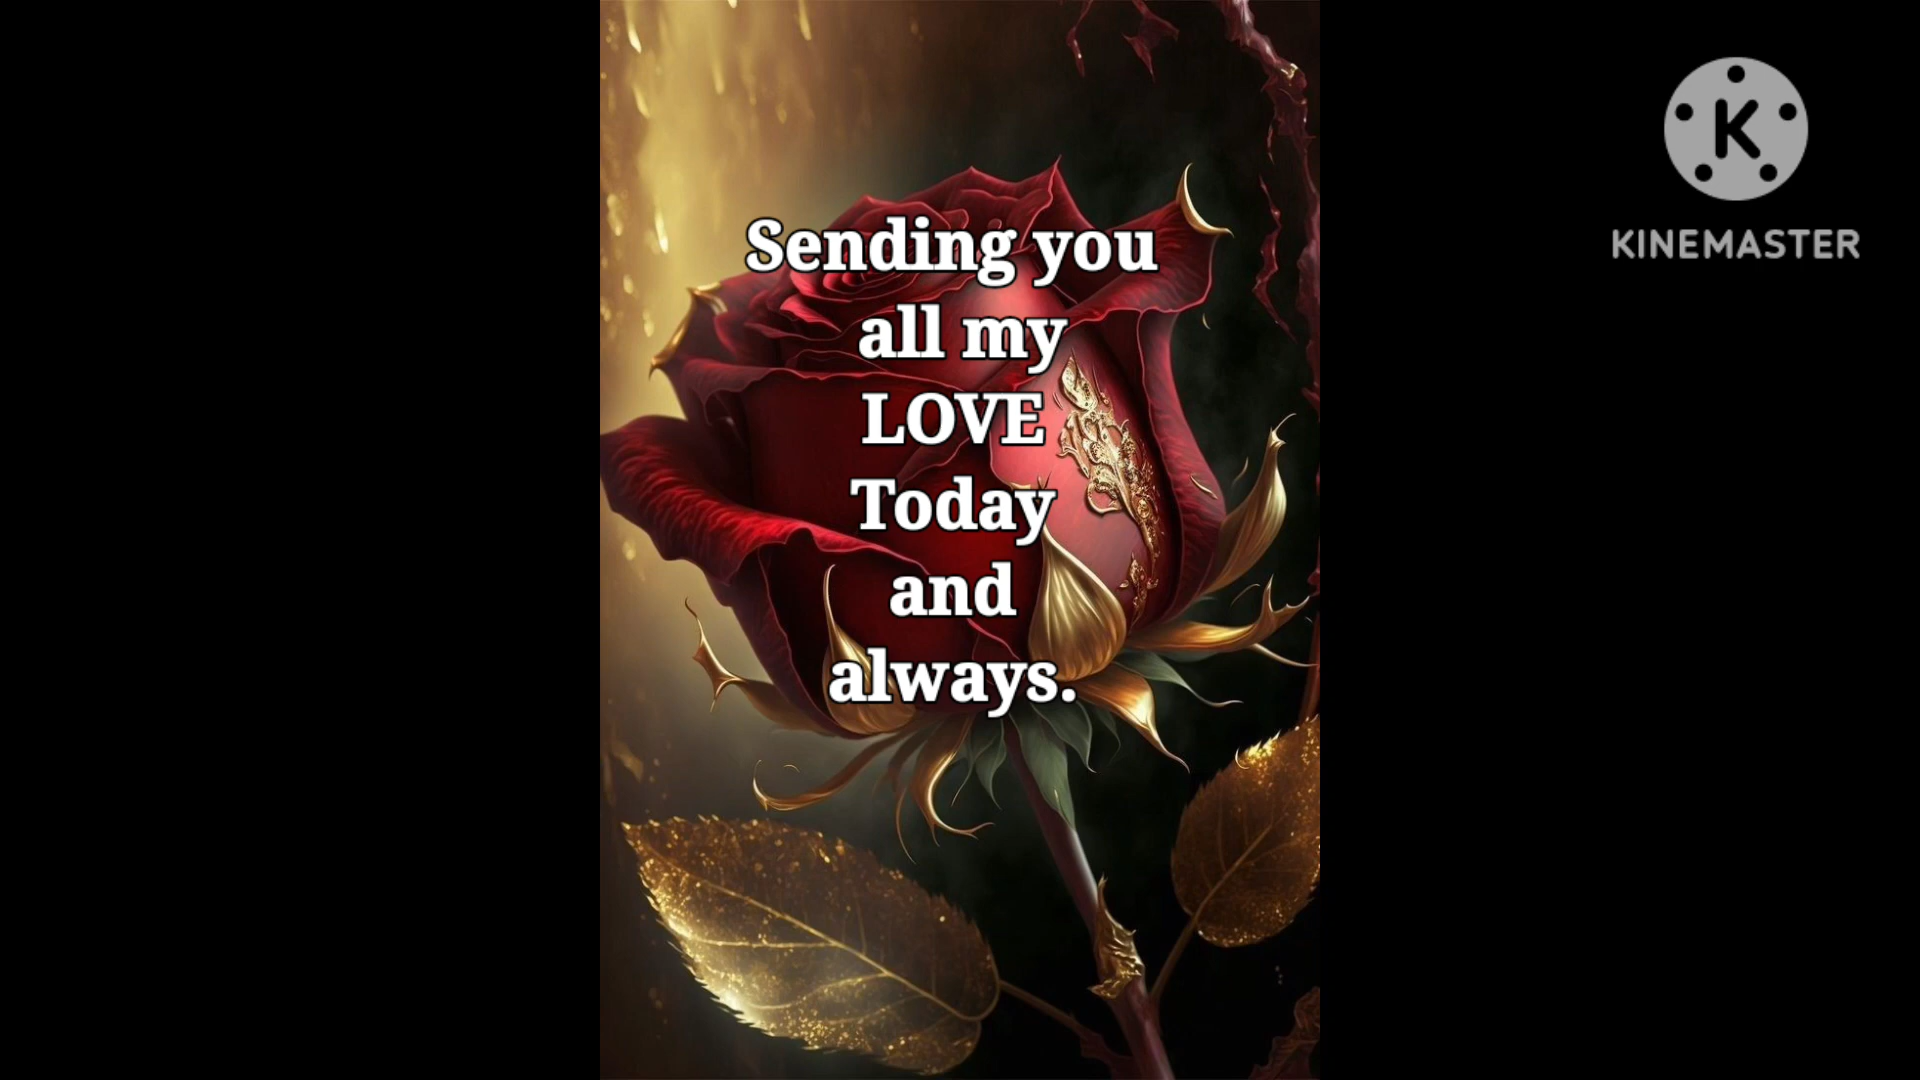 Sending you
all my
LOVE
Today
and
always.
K
KINEMASTER